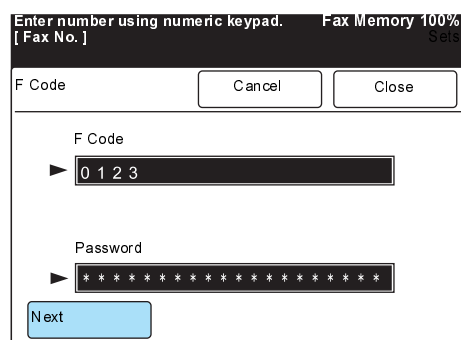 Enter number using numeric keypad. Fax Memory 100%
[ Fax No. ] Sets
F Code Cancel Close
F Code
0 1 2 3
Password
* * * * * * * * * * * * * * * * * * * *
Next